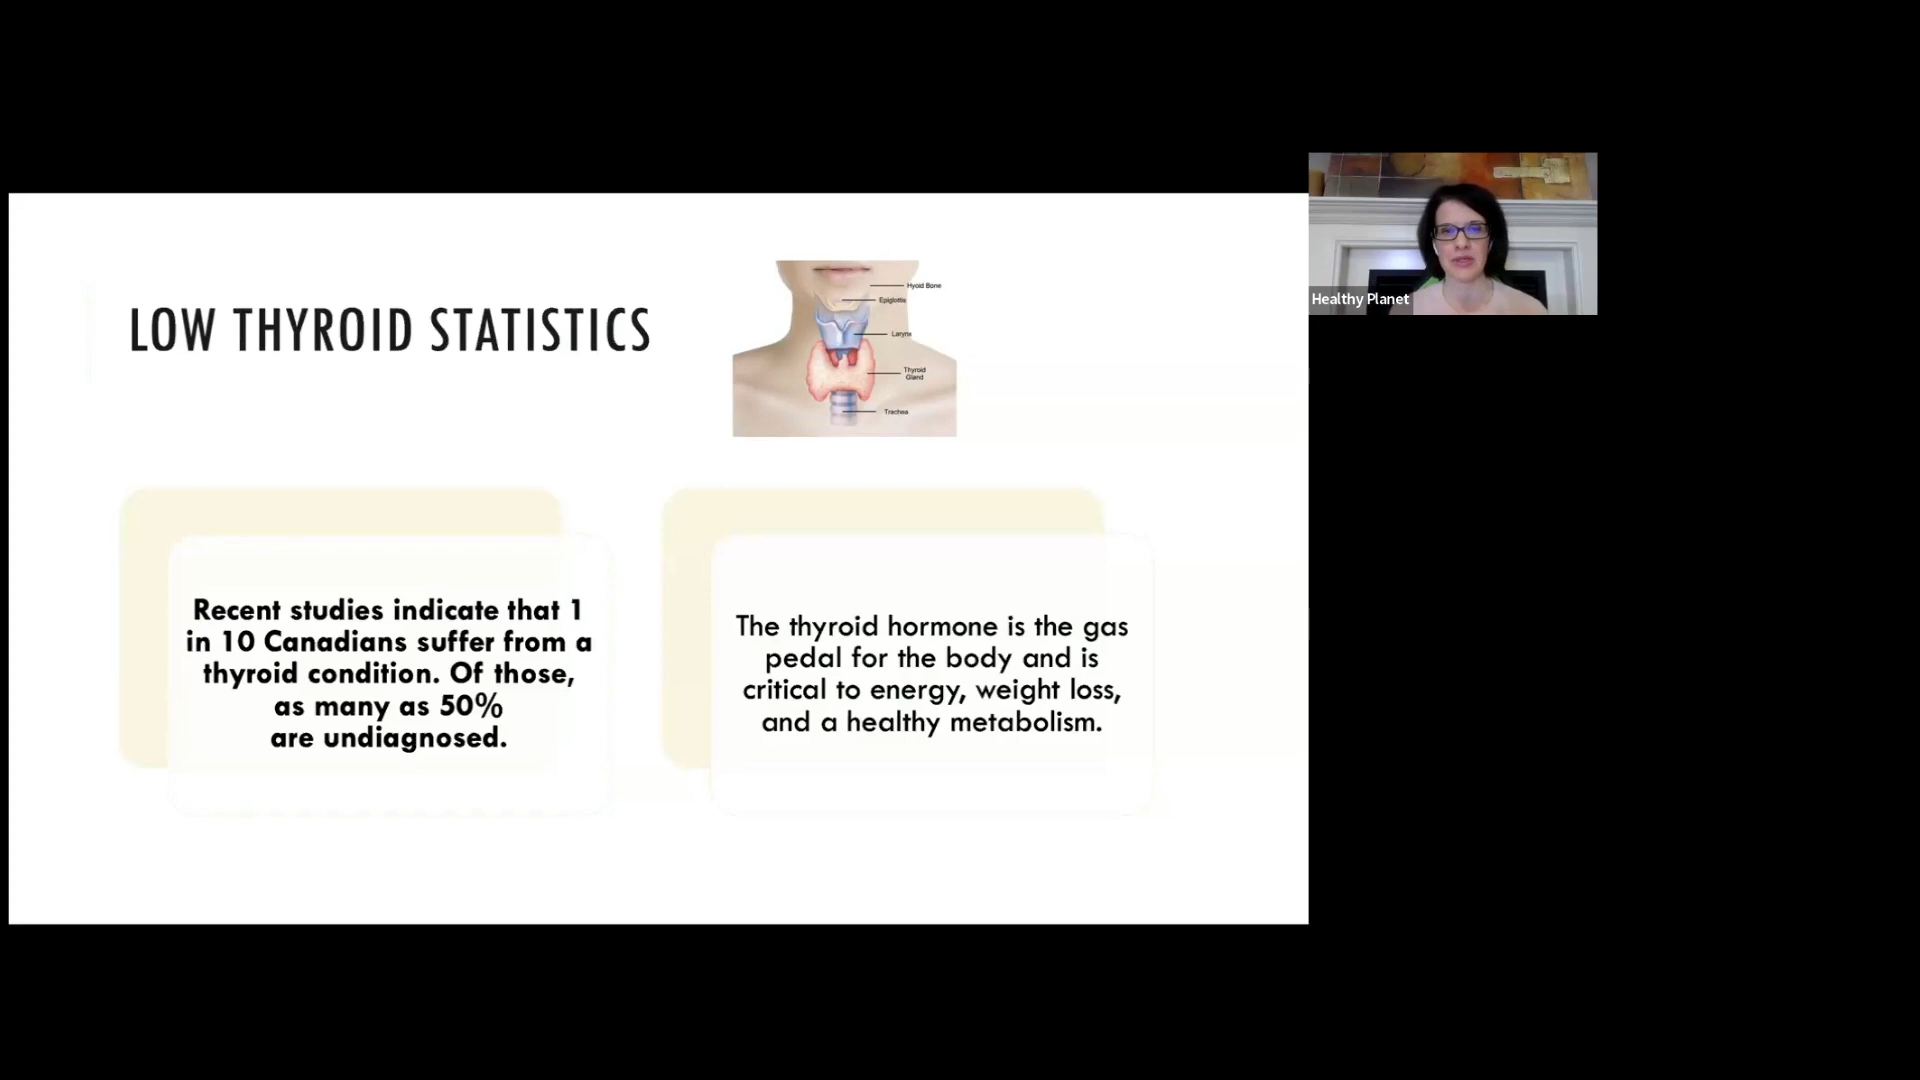 LOW THYROID STATISTICS
Hyoid Bone
Epiglottis
Larynx
Thyroid
Gland
Trachea
Healthy Planet
Recent studies indicate that 1
in 10 Canadians suffer from a
thyroid condition. Of those,
as many as 50%
are undiagnosed.
The thyroid hormone is the gas
pedal for the body and is
critical to energy, weight loss,
and a healthy metabolism.